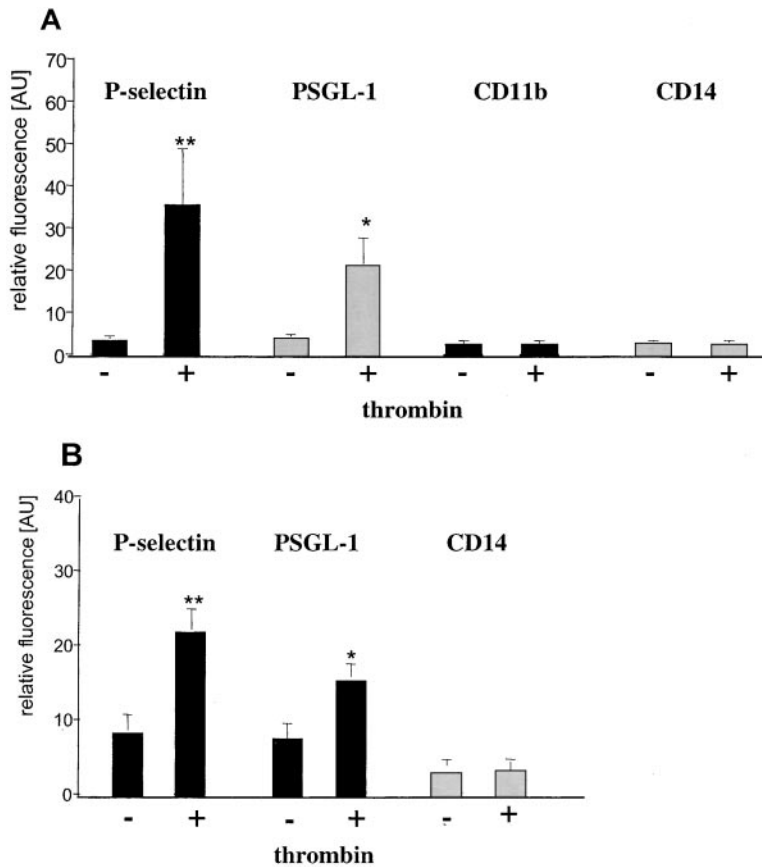 A
relative fluorescence [AU]
70
60
50
40
30
20
10
0
P-selectin PSGL-1 CD11b CD14
**
*
- + - + - + - +
thrombin
B
relative fluorescence [AU]
40
30
20
10
0
P-selectin PSGL-1 CD14
**
*
- + - + - +
thrombin